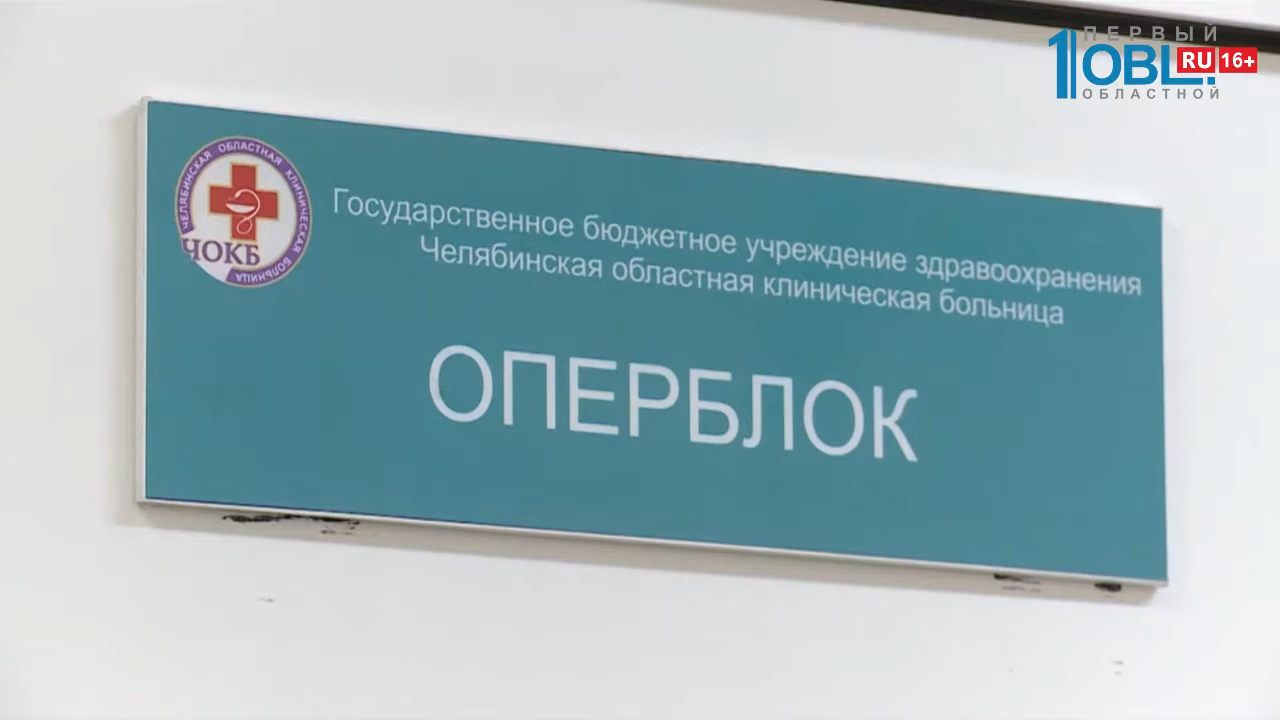 ПЕРВЫЙ
1OBL.
RU 16+
ОБЛАСТНОЙ
ЧЕЛЯБИНСКАЯ ОБЛАСТНАЯ КЛИНИЧЕСКАЯ БОЛЬНИЦА
ЧОКБ
Государственное бюджетное учреждение здравоохранения
Челябинская областная клиническая больница
ОПЕРБЛОК